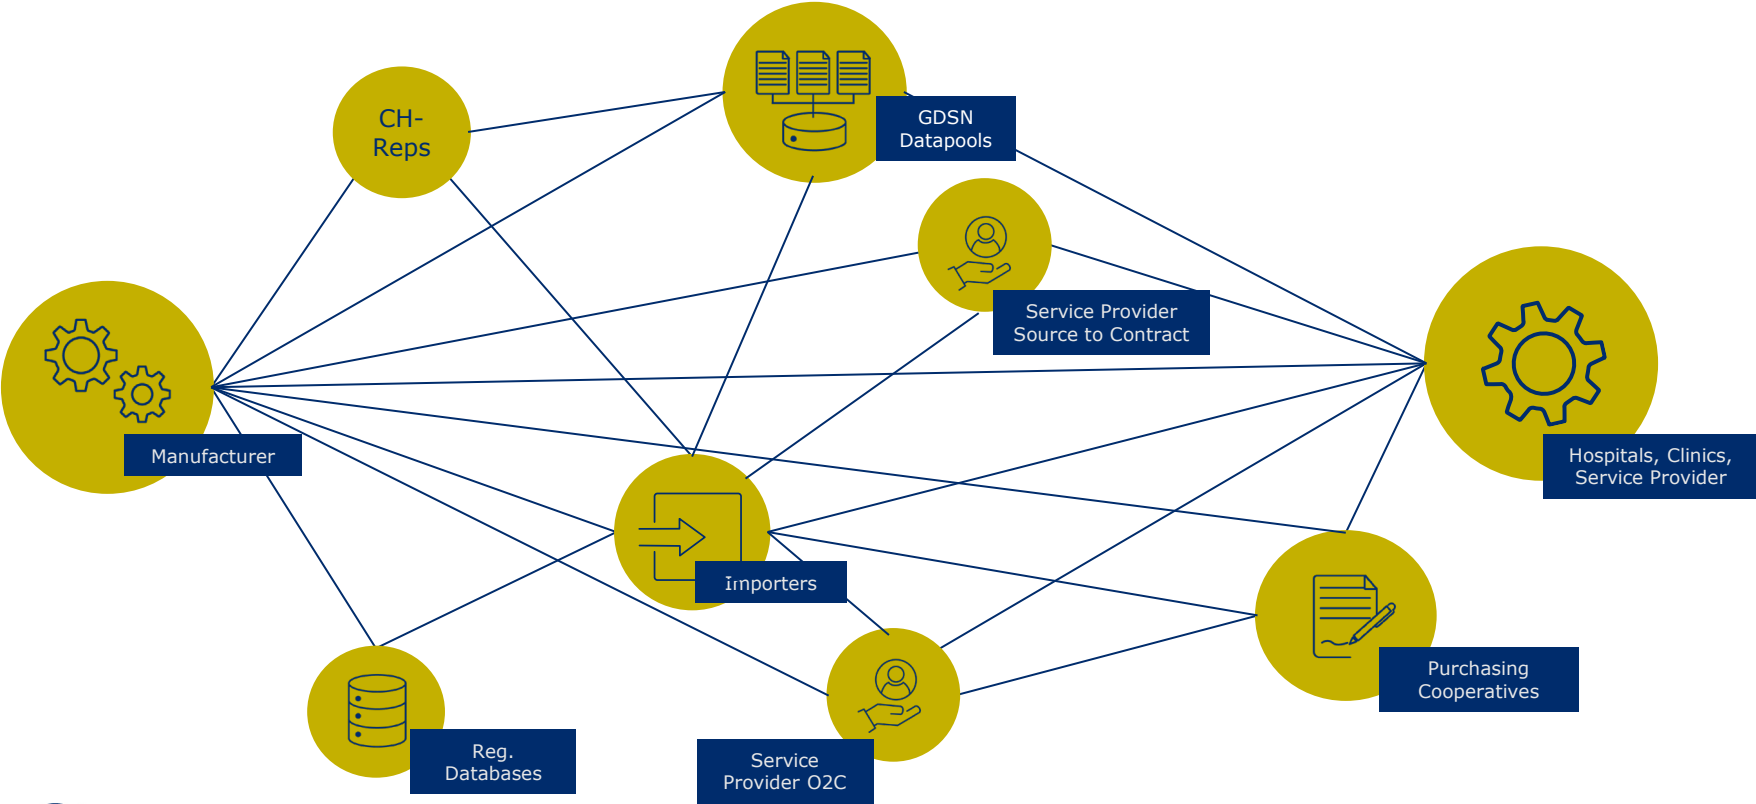 CH-
Reps
GDSN
Datapools
Service Provider
Source to Contract
Manufacturer
Hospitals, Clinics,
Service Provider
Importers
Purchasing
Cooperatives
Reg.
Databases
Service
Provider O2C